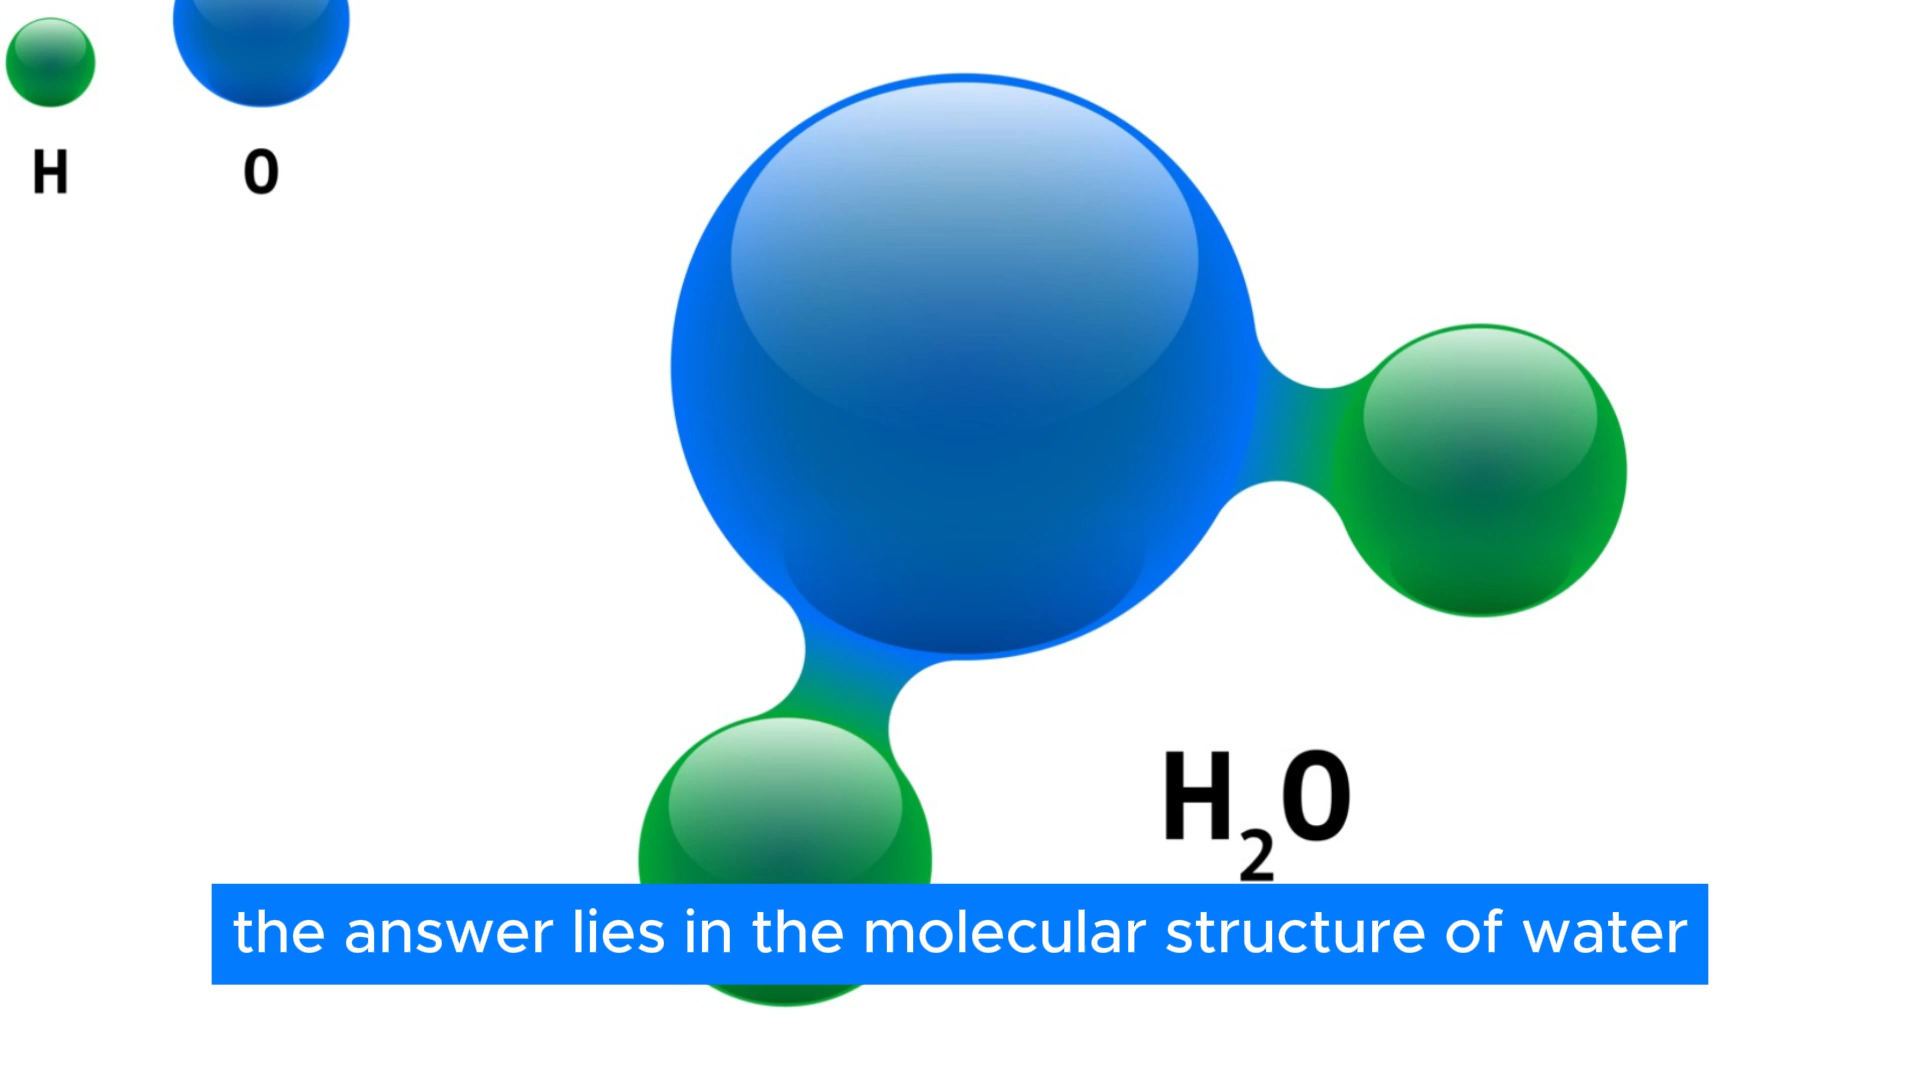 H O
H₂O
the answer lies in the molecular structure of water